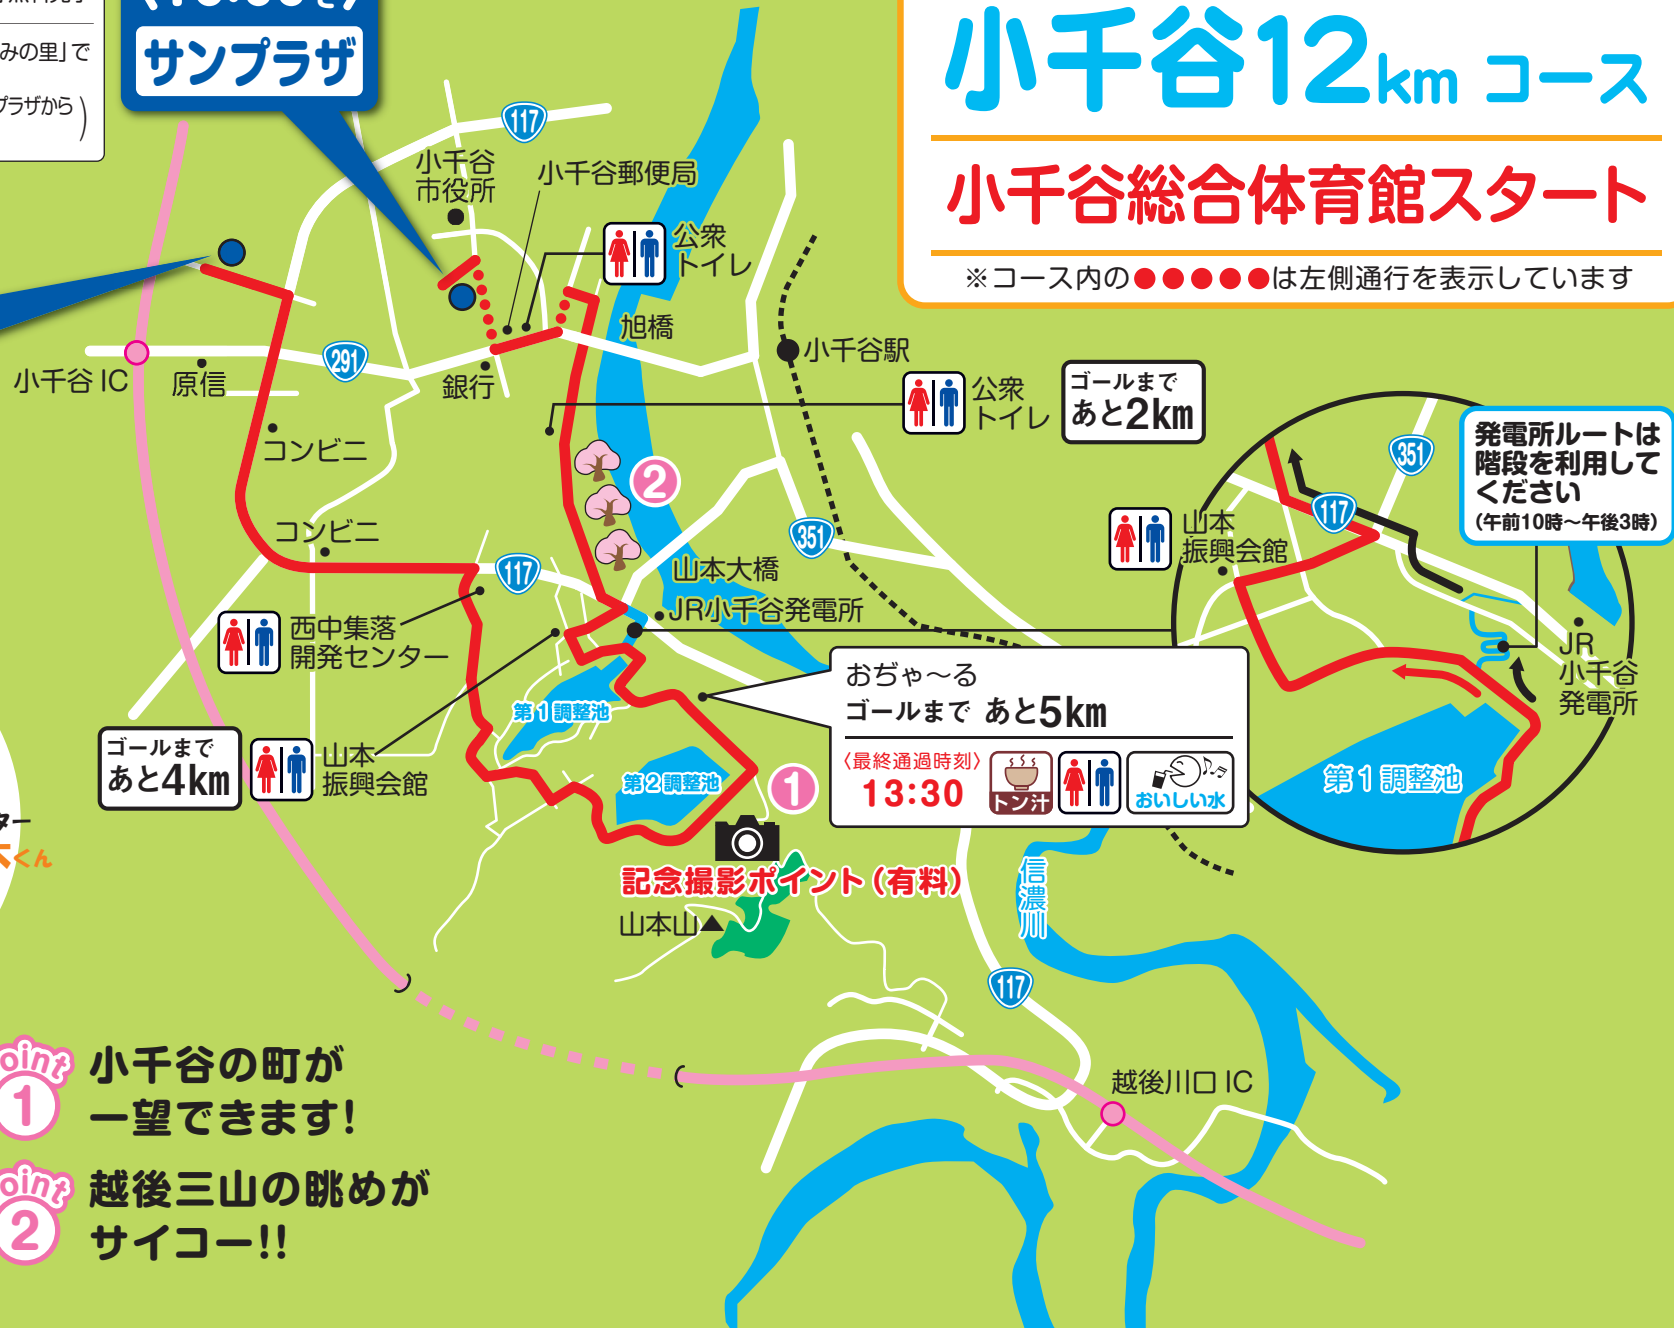 小千谷12km コース
小千谷総合体育館スタート
※コース内の●●●●●は左側通行を表示しています
みの里」で
プラザから)
サンプラザ
117
小千谷
市役所
小千谷郵便局
公衆
トイレ
旭橋
小千谷駅
小千谷 IC
原信
291
銀行
公衆
トイレ
ゴールまで
あと2km
コンビニ
2
コンビニ
351
117
山本大橋
JR小千谷発電所
西中集落
開発センター
351
117
山本
振興会館
発電所ルートは
階段を利用して
ください
(午前10時〜午後3時)
JR
小千谷
発電所
第1調整池
おぢゃ〜る
ゴールまで あと5km
〈最終通過時刻〉
13:30
トン汁
おいしい水
第1調整池
第2調整池
1
ゴールまで
あと4km
山本
振興会館
ター
くん
記念撮影ポイント(有料)
山本山▲
信濃川
117
越後川口 IC
oint
1
小千谷の町が
一望できます!
oint
2
越後三山の眺めが
サイコー!!